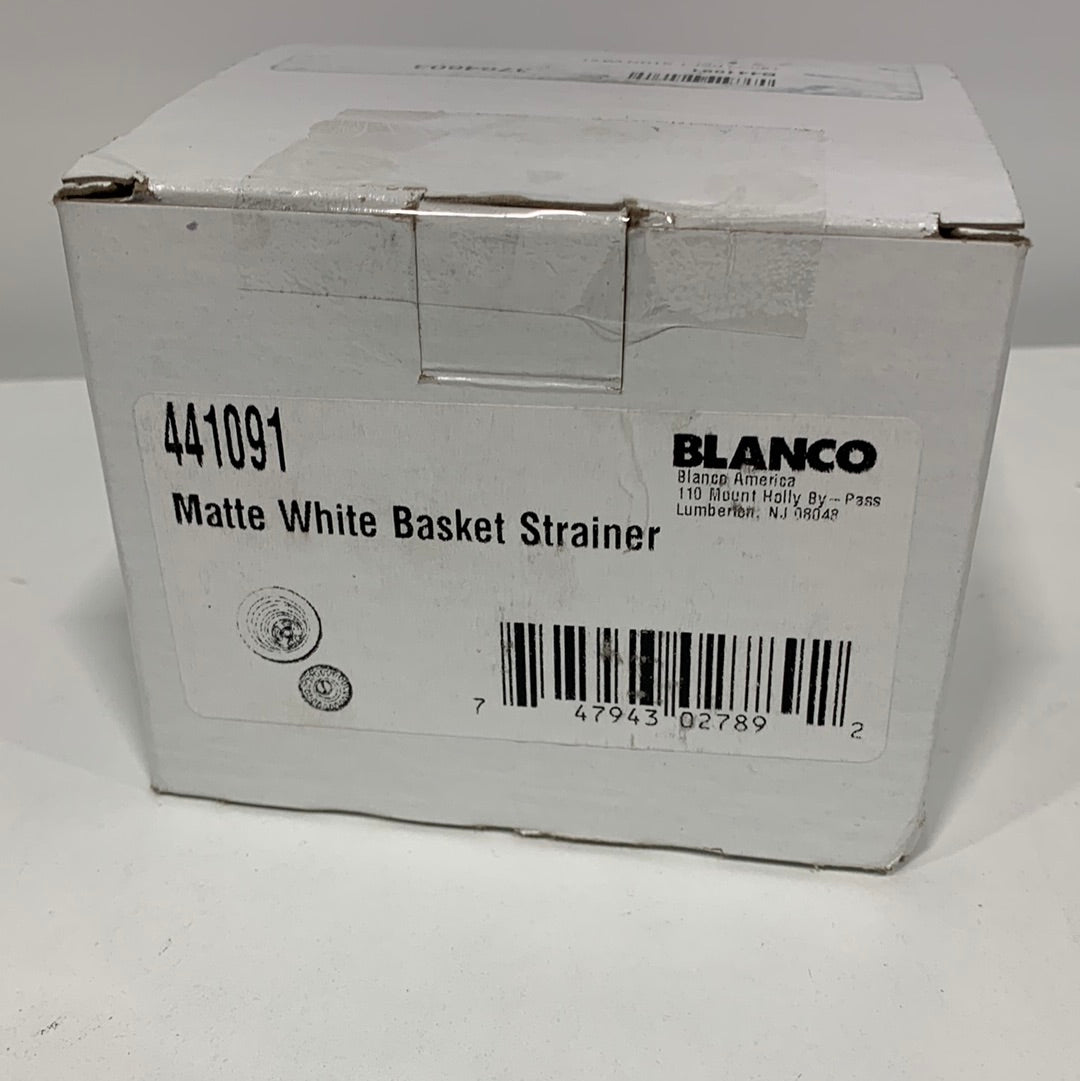 441091
Matte White Basket Strainer
BLANCO
Blanco America
110 Mount Holly By-Pass
Lumberton, NJ 08048
7 47943 02789 2